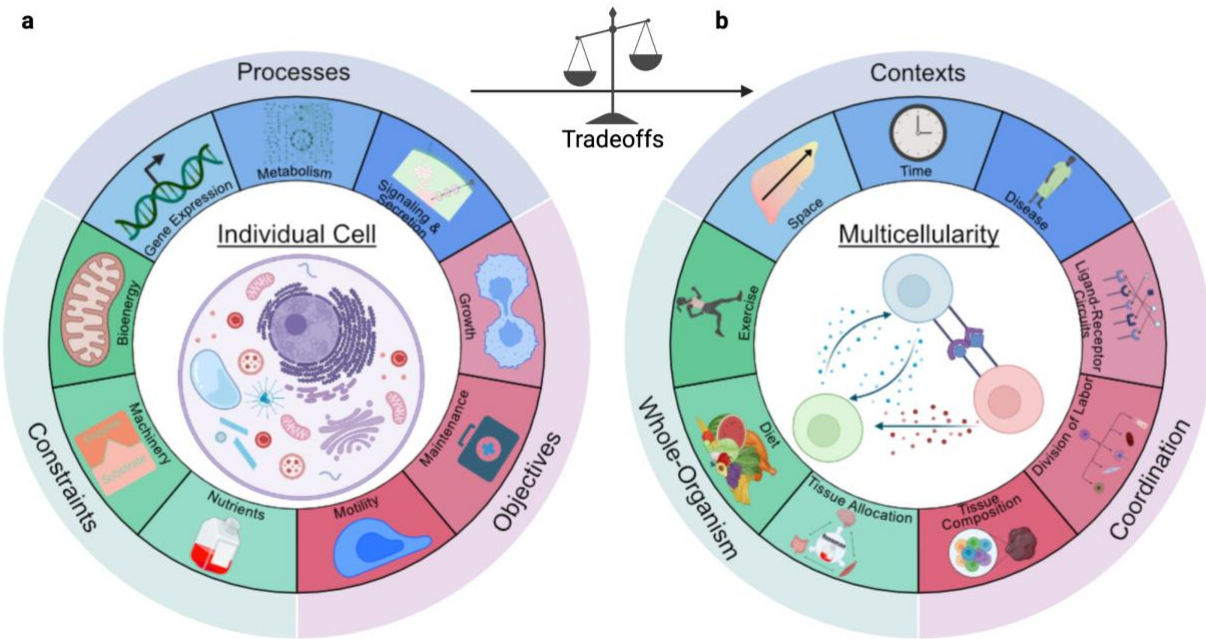 a
b
Tradeoffs
Processes
Gene Expression
Metabolism
Signaling &
Secretion
Individual Cell
Bioenergy
Growth
Machinery
Substrate
Maintenance
Nutrients
Motility
Constraints
Objectives
Contexts
Space
Time
Disease
Multicellularity
Exercise
Ligand-Receptor
Circuits
Diet
Division of Labor
Tissue Allocation
Tissue
Composition
Whole-Organism
Coordination